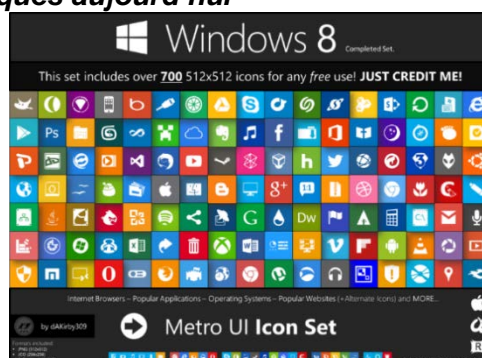 ques aujourd'hui
Windows 8 Completed Set.
This set includes over 700 512x512 icons for any free use! JUST CREDIT ME!
Internet Browsers – Popular Applications – Operating Systems – Popular Websites (+Alternate Icons) and MORE..
by dAKirby309
Metro UI Icon Set